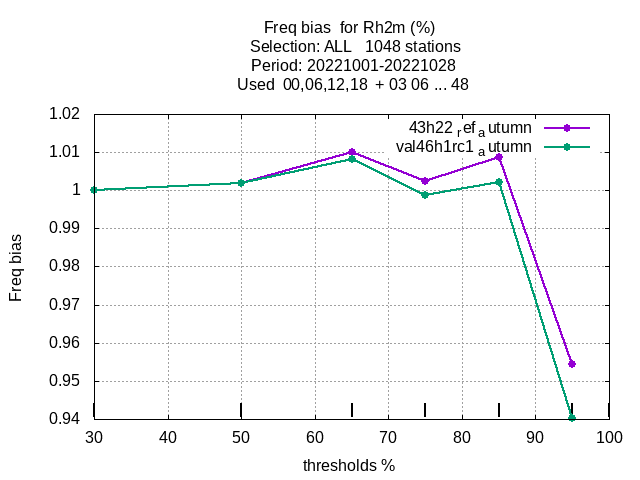 Freq bias  for Rh2m (%)
Selection: ALL   1048 stations
Period: 20221001-20221028
Used  00,06,12,18  + 03 06 ... 48
43h22 ref autumn
val46h1rc1 autumn
1.02
1.01
1
0.99
0.98
0.97
0.96
0.95
0.94
Freq bias
30 40 50 60 70 80 90 100
thresholds %